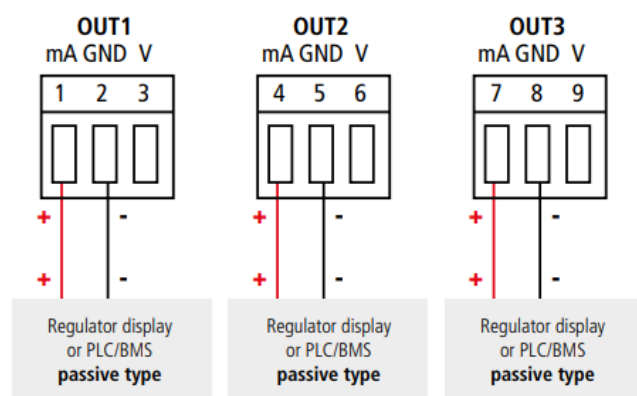 OUT1 OUT2 OUT3
mA GND V mA GND V mA GND V
1 2 3 4 5 6 7 8 9
+ - + - + -
+ - + - + -
Regulator display Regulator display Regulator display
or PLC/BMS or PLC/BMS or PLC/BMS
passive type passive type passive type